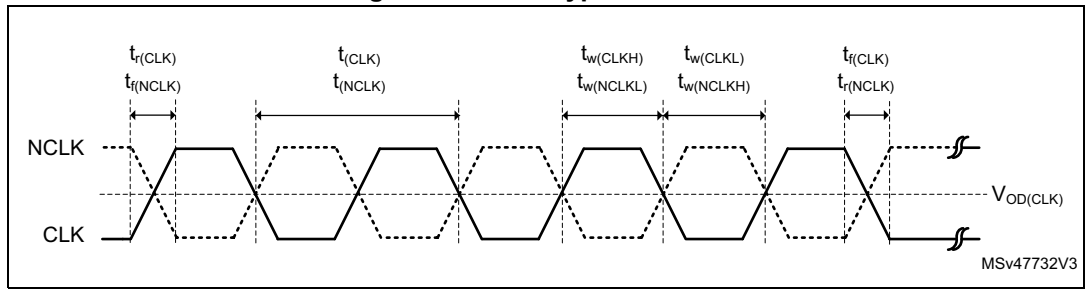 t_r(CLK) t_(CLK) t_w(CLKH) t_w(CLKL) t_f(CLK)
t_f(NCLK) t_(NCLK) t_w(NCLKL) t_w(NCLKH) t_r(NCLK)
NCLK
V_OD(CLK)
CLK
MSv47732V3